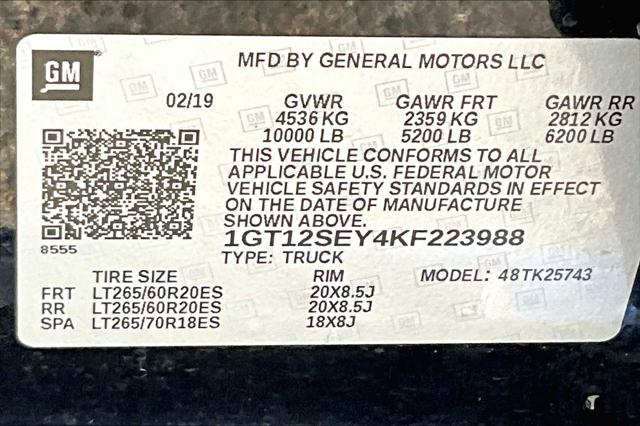 GM
MFD BY GENERAL MOTORS LLC
02/19 GVWR GAWR FRT GAWR RR
4536 KG 2359 KG 2812 KG
10000 LB 5200 LB 6200 LB
THIS VEHICLE CONFORMS TO ALL
APPLICABLE U.S. FEDERAL MOTOR
VEHICLE SAFETY STANDARDS IN EFFECT
ON THE DATE OF MANUFACTURE
SHOWN ABOVE.
8555
1GT12SEY4KF223988
TYPE: TRUCK
TIRE SIZE RIM MODEL: 48TK25743
FRT LT265/60R20ES 20X8.5J
RR LT265/60R20ES 20X8.5J
SPA LT265/70R18ES 18X8J